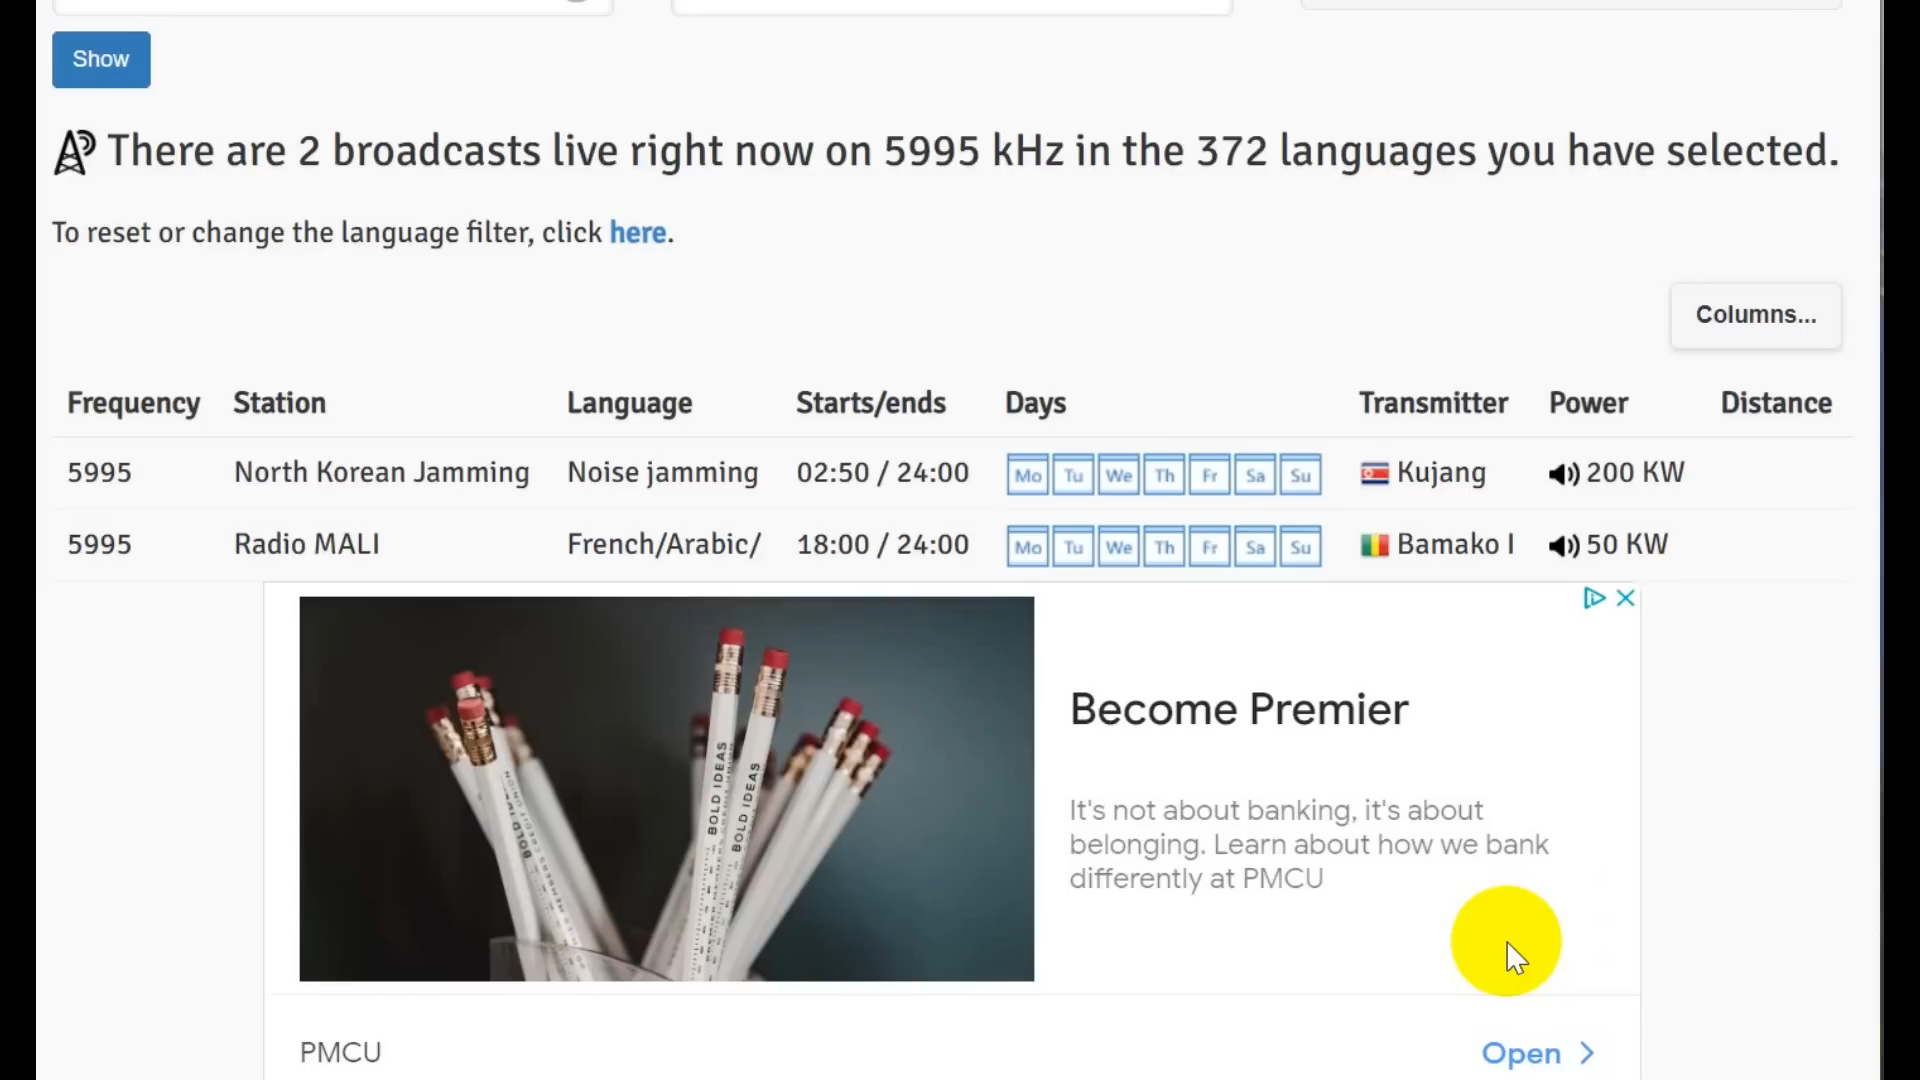 Show
There are 2 broadcasts live right now on 5995 kHz in the 372 languages you have selected.
To reset or change the language filter, click here.
Columns...
Frequency Station Language Starts/ends Days Transmitter Power Distance
5995 North Korean Jamming Noise jamming 02:50 / 24:00 Mo Tu We Th Fr Sa Su Kujang 200 KW
5995 Radio MALI French/Arabic/ 18:00 / 24:00 Mo Tu We Th Fr Sa Su Bamako I 50 KW
BOLD IDEAS
BOLD IDEAS
BOLD
Become Premier
It's not about banking, it's about
belonging. Learn about how we bank
differently at PMCU
PMCU
Open